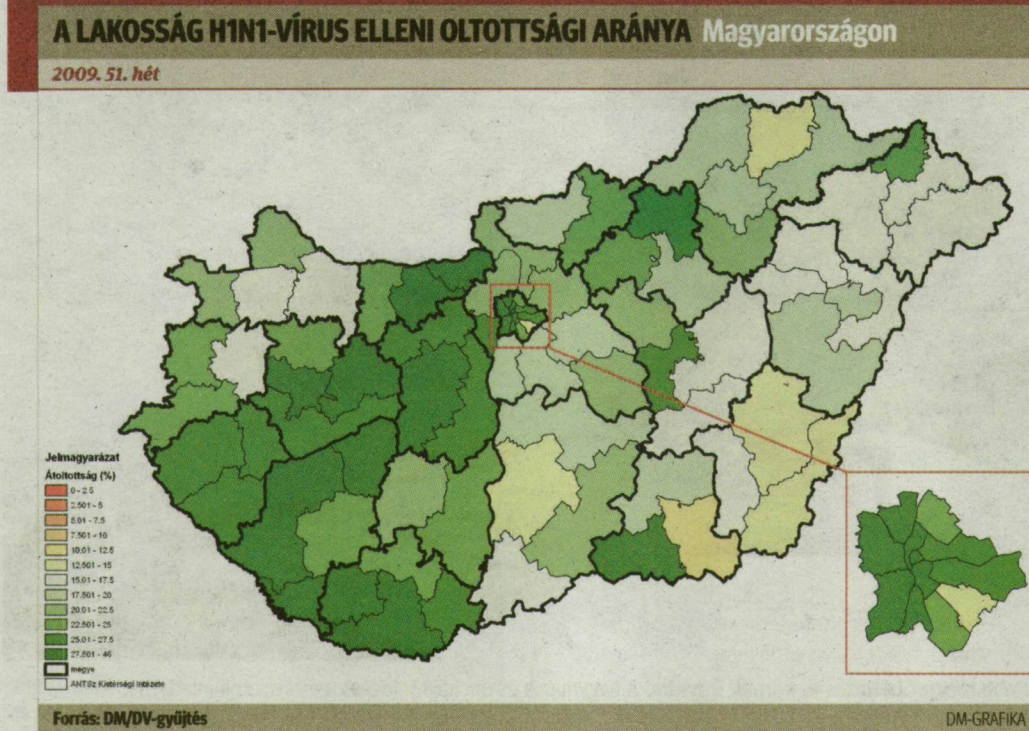 A LAKOSSÁG H1N1-VÍRUS ELLENI OLTOTTSÁGI ARÁNYA Magyarországon
2009. 51. hét
Jelmagyarázat
Átoltottság (%)
0 - 2.5
2.501 - 5
5.01 - 7.5
7.501 - 10
10.01 - 12.5
12.501 - 15
15.01 - 17.5
17.501 - 20
20.01 - 22.5
22.501 - 25
25.01 - 27.5
27.501 - 46
megye
ÁNTSz Kistérségi Intézete
Forrás: DM/DV-gyűjtés
DM-GRAFIKA